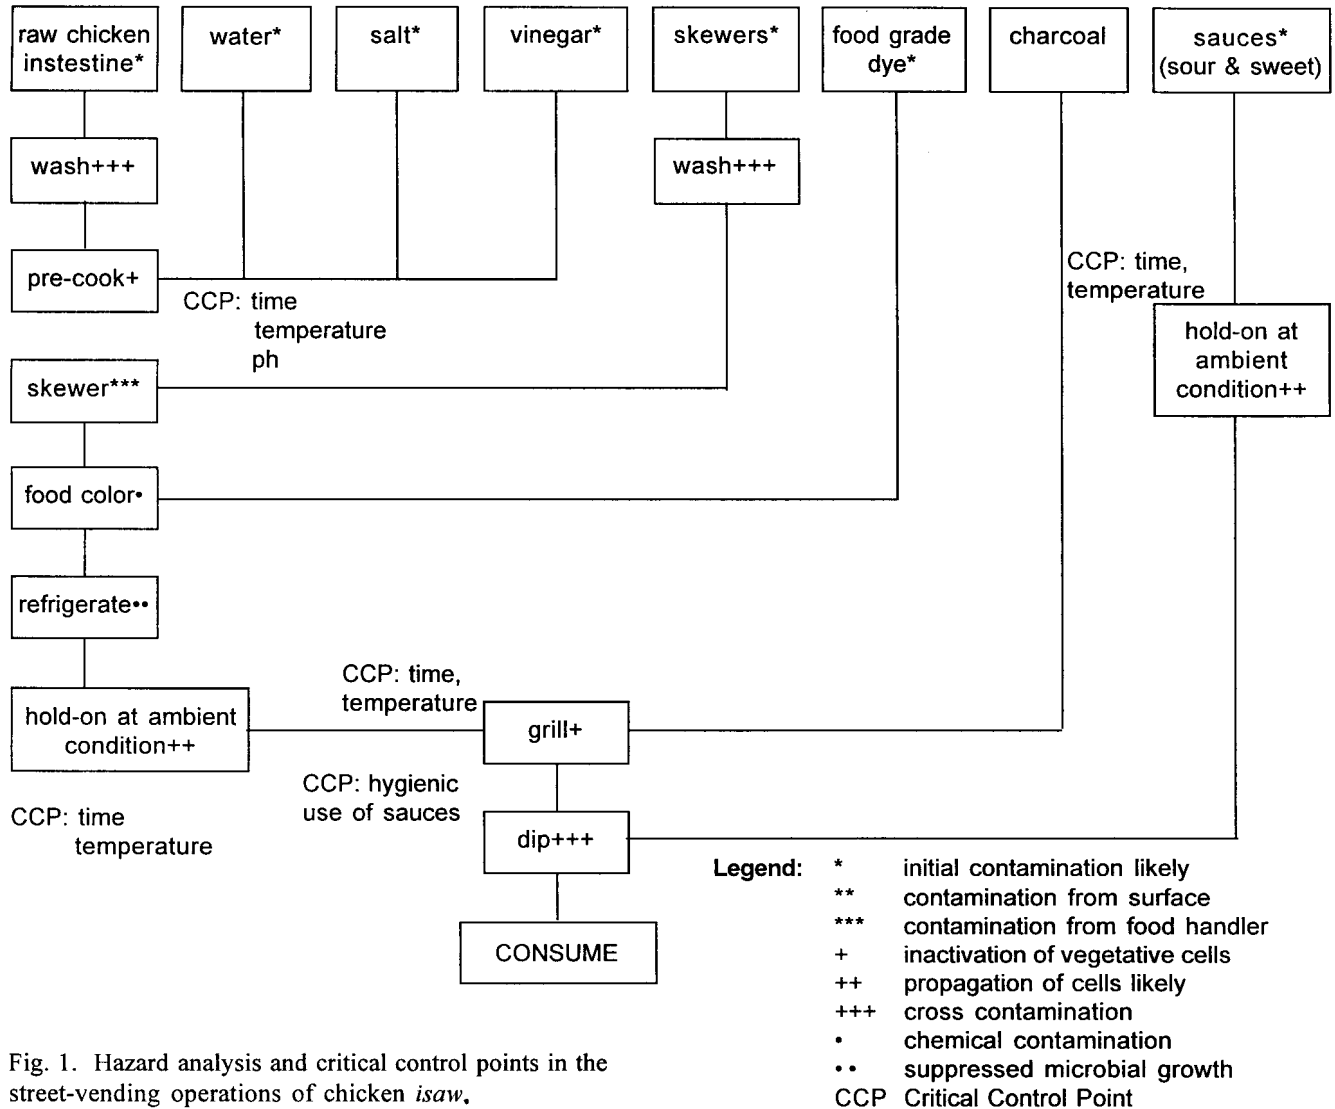 raw chicken
instestine*
water*
salt*
vinegar*
skewers*
food grade
dye*
charcoal
sauces*
(sour & sweet)
wash+++
wash+++
pre-cook+
CCP: time
temperature
ph
CCP: time,
temperature
hold-on at
ambient
condition++
skewer***
food color•
refrigerate••
hold-on at ambient
condition++
CCP: time
temperature
CCP: time,
temperature
grill+
CCP: hygienic
use of sauces
dip+++
CONSUME
Legend: * initial contamination likely
** contamination from surface
*** contamination from food handler
+ inactivation of vegetative cells
++ propagation of cells likely
+++ cross contamination
• chemical contamination
•• suppressed microbial growth
CCP Critical Control Point
Fig. 1. Hazard analysis and critical control points in the
street-vending operations of chicken isaw.